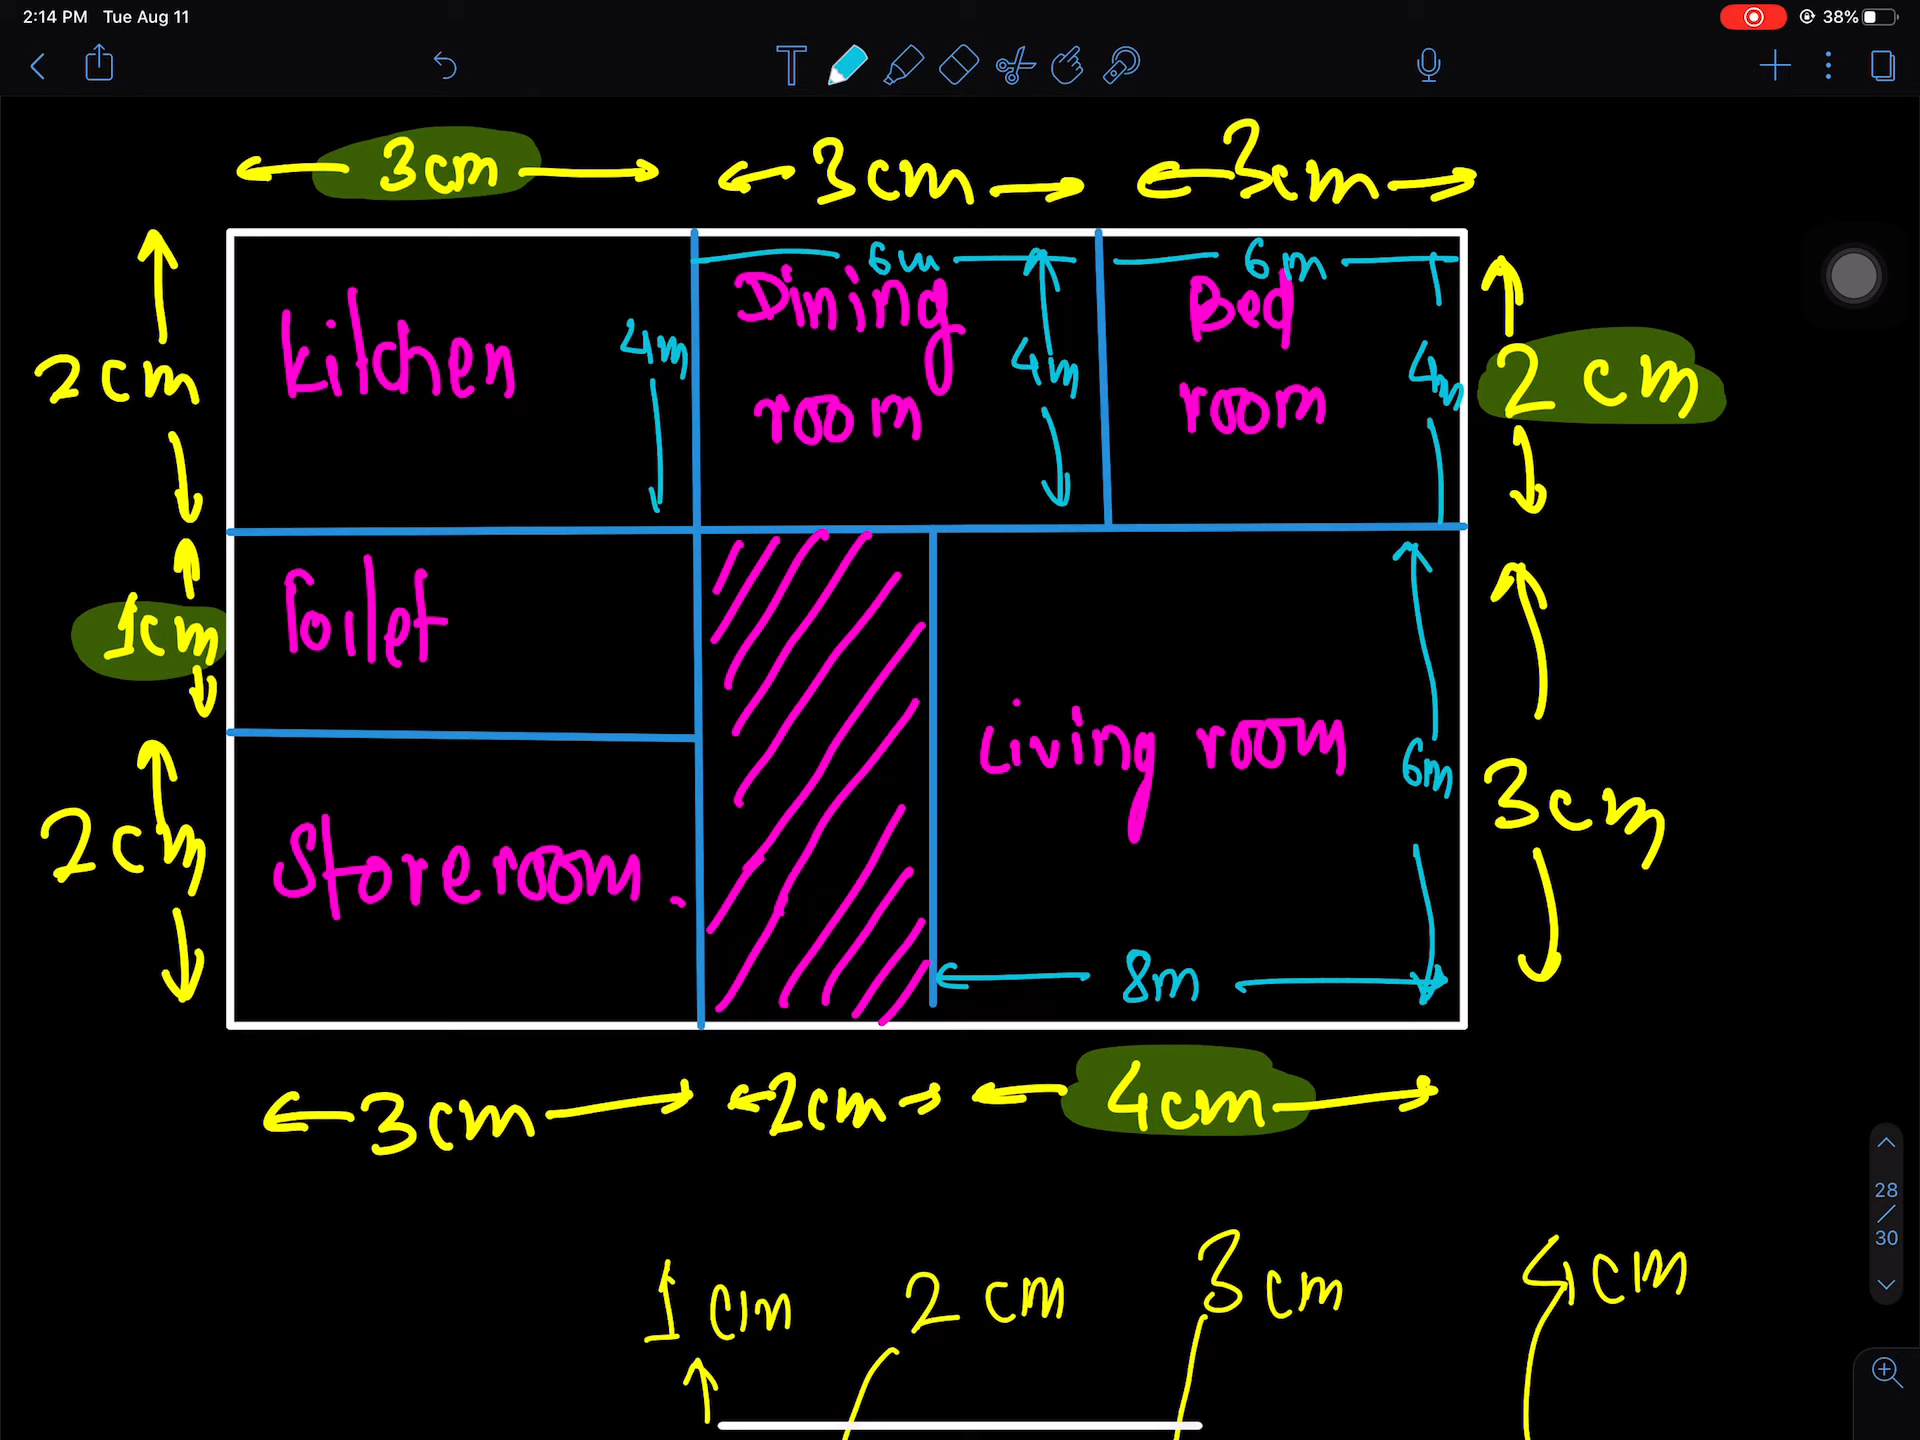 2:14 PM Tue Aug 11
38%
T
3cm
3cm
3cm
6m
6m
2cm
kitchen
4m
Dining
room
4m
Bed
room
4m
2 cm
1cm
Toilet
2cm
Storeroom.
Living room
6m
3cm
8m
3cm
2cm
4cm
28
/
30
1 cm
2 cm
3 cm
4 cm